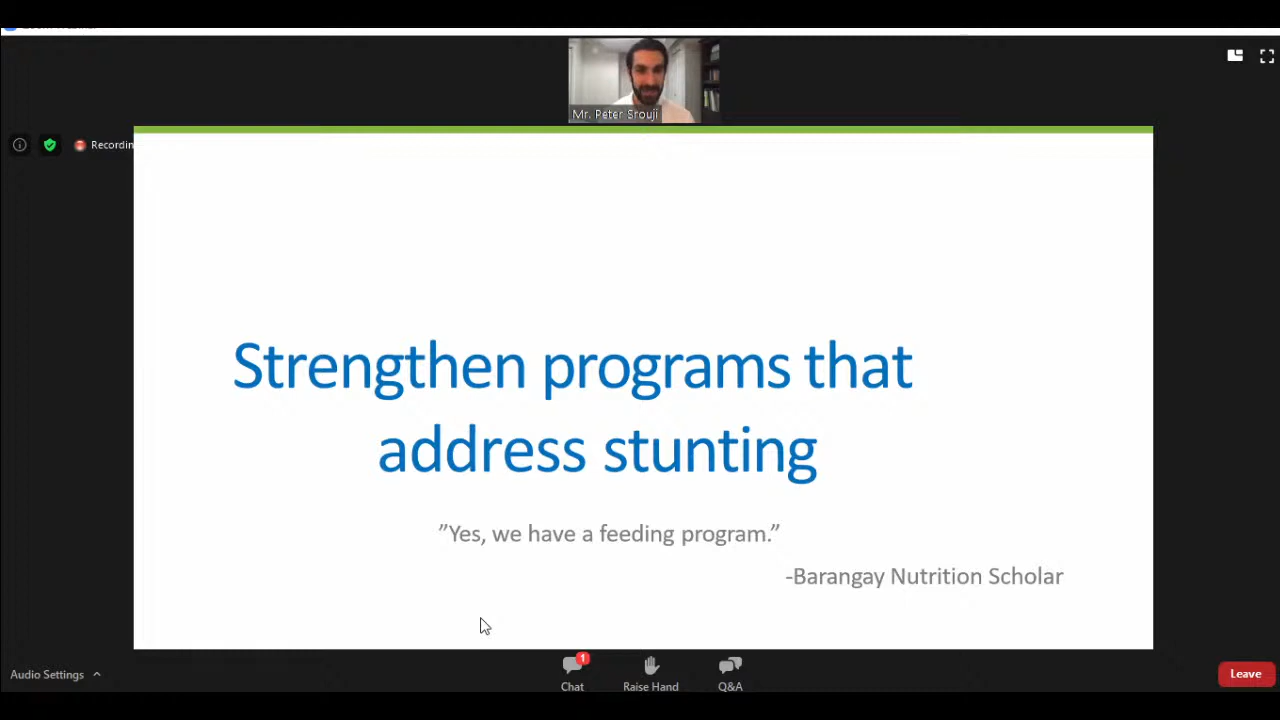 Mr. Peter Srouji
Recordin
Strengthen programs that
address stunting
”Yes, we have a feeding program.”
-Barangay Nutrition Scholar
Audio Settings
1
Chat
Raise Hand
Q&A
Leave